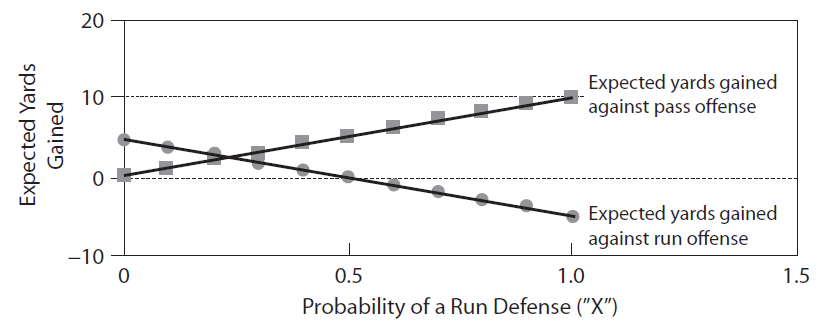 20
10
0
−10
Expected Yards
Gained
Expected yards gained
against pass offense
Expected yards gained
against run offense
0
0.5
1.0
1.5
Probability of a Run Defense (”X”)